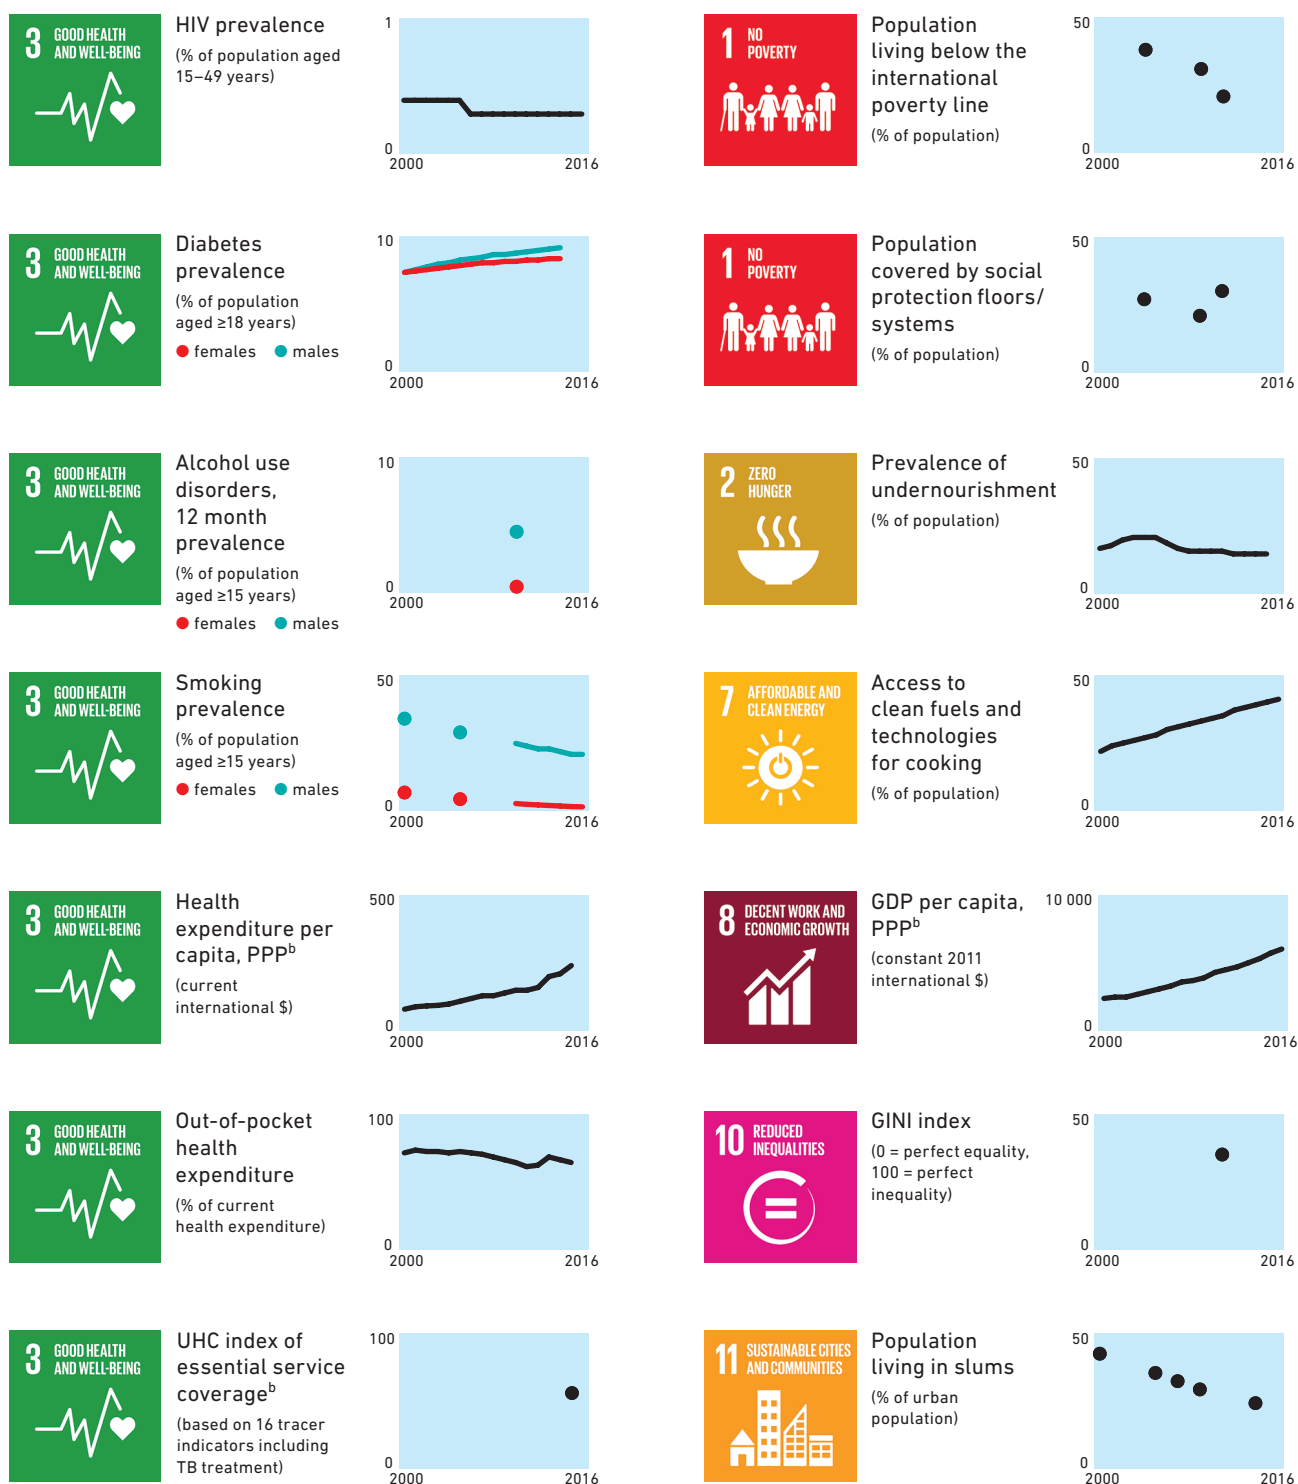 3 GOOD HEALTH
AND WELL-BEING
HIV prevalence
(% of population aged
15–49 years)
1
0
2000 2016
3 GOOD HEALTH
AND WELL-BEING
Diabetes
prevalence
(% of population
aged ≥18 years)
females males
10
0
2000 2016
3 GOOD HEALTH
AND WELL-BEING
Alcohol use
disorders,
12 month
prevalence
(% of population
aged ≥15 years)
females males
10
0
2000 2016
3 GOOD HEALTH
AND WELL-BEING
Smoking
prevalence
(% of population
aged ≥15 years)
females males
50
0
2000 2016
3 GOOD HEALTH
AND WELL-BEING
Health
expenditure per
capita, PPPb
(current
international $)
500
0
2000 2016
3 GOOD HEALTH
AND WELL-BEING
Out-of-pocket
health
expenditure
(% of current
health expenditure)
100
0
2000 2016
3 GOOD HEALTH
AND WELL-BEING
UHC index of
essential service
coverageb
(based on 16 tracer
indicators including
TB treatment)
100
0
2000 2016
1 NO
POVERTY
Population
living below the
international
poverty line
(% of population)
50
0
2000 2016
1 NO
POVERTY
Population
covered by social
protection floors/
systems
(% of population)
50
0
2000 2016
2 ZERO
HUNGER
Prevalence of
undernourishment
(% of population)
50
0
2000 2016
7 AFFORDABLE AND
CLEAN ENERGY
Access to
clean fuels and
technologies
for cooking
(% of population)
50
0
2000 2016
8 DECENT WORK AND
ECONOMIC GROWTH
GDP per capita,
PPPb
(constant 2011
international $)
10 000
0
2000 2016
10 REDUCED
INEQUALITIES
GINI index
(0 = perfect equality,
100 = perfect
inequality)
50
0
2000 2016
11 SUSTAINABLE CITIES
AND COMMUNITIES
Population
living in slums
(% of urban
population)
50
0
2000 2016